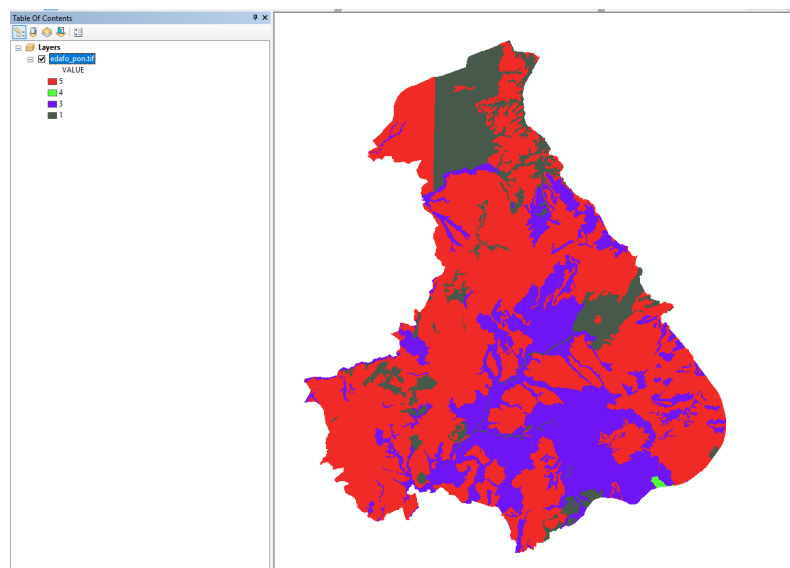 Table Of Contents
Layers
edafo_pon.tif
VALUE
5
4
3
1